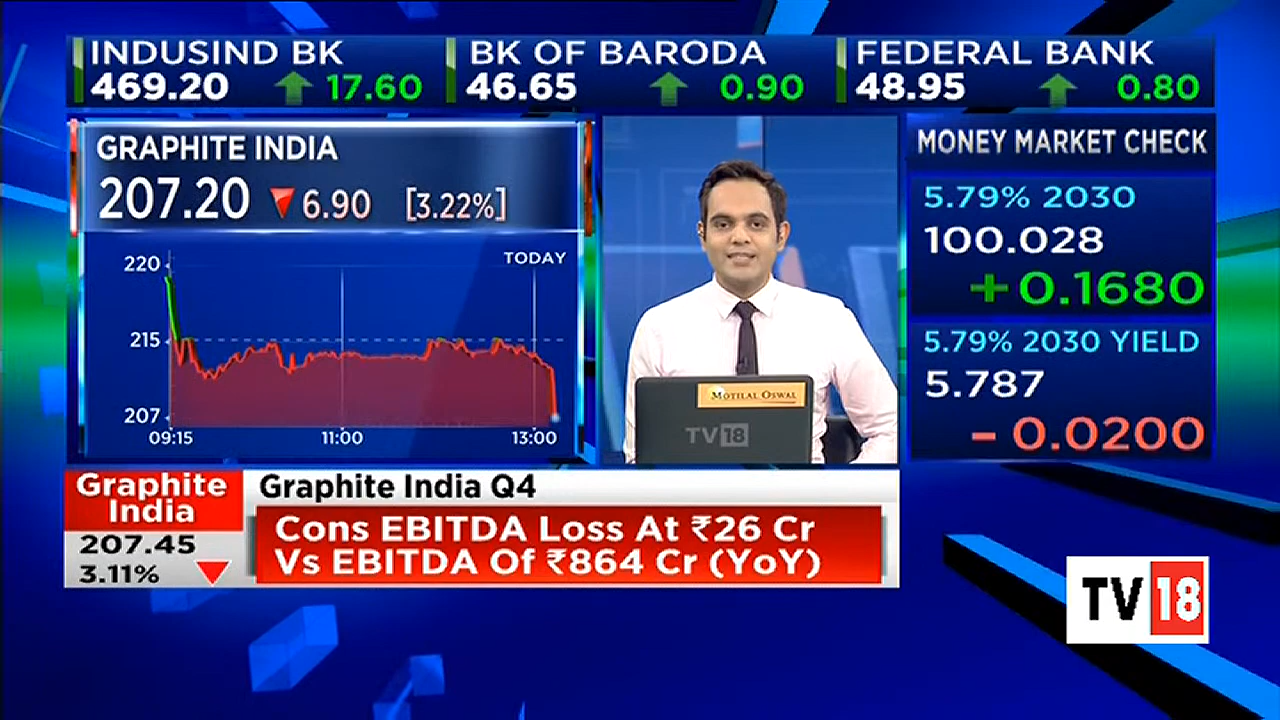 INDUSIND BK
469.20 17.60
BK OF BARODA
46.65 0.90
FEDERAL BANK
48.95 0.80
GRAPHITE INDIA
207.20 6.90 [3.22%]
TODAY
220
215
207
09:15 11:00 13:00
MOTILAL OSWAL
TV18
MONEY MARKET CHECK
5.79% 2030
100.028
+0.1680
5.79% 2030 YIELD
5.787
- 0.0200
Graphite
India
207.45
3.11%
Graphite India Q4
Cons EBITDA Loss At ₹26 Cr
Vs EBITDA Of ₹864 Cr (YoY)
TV18